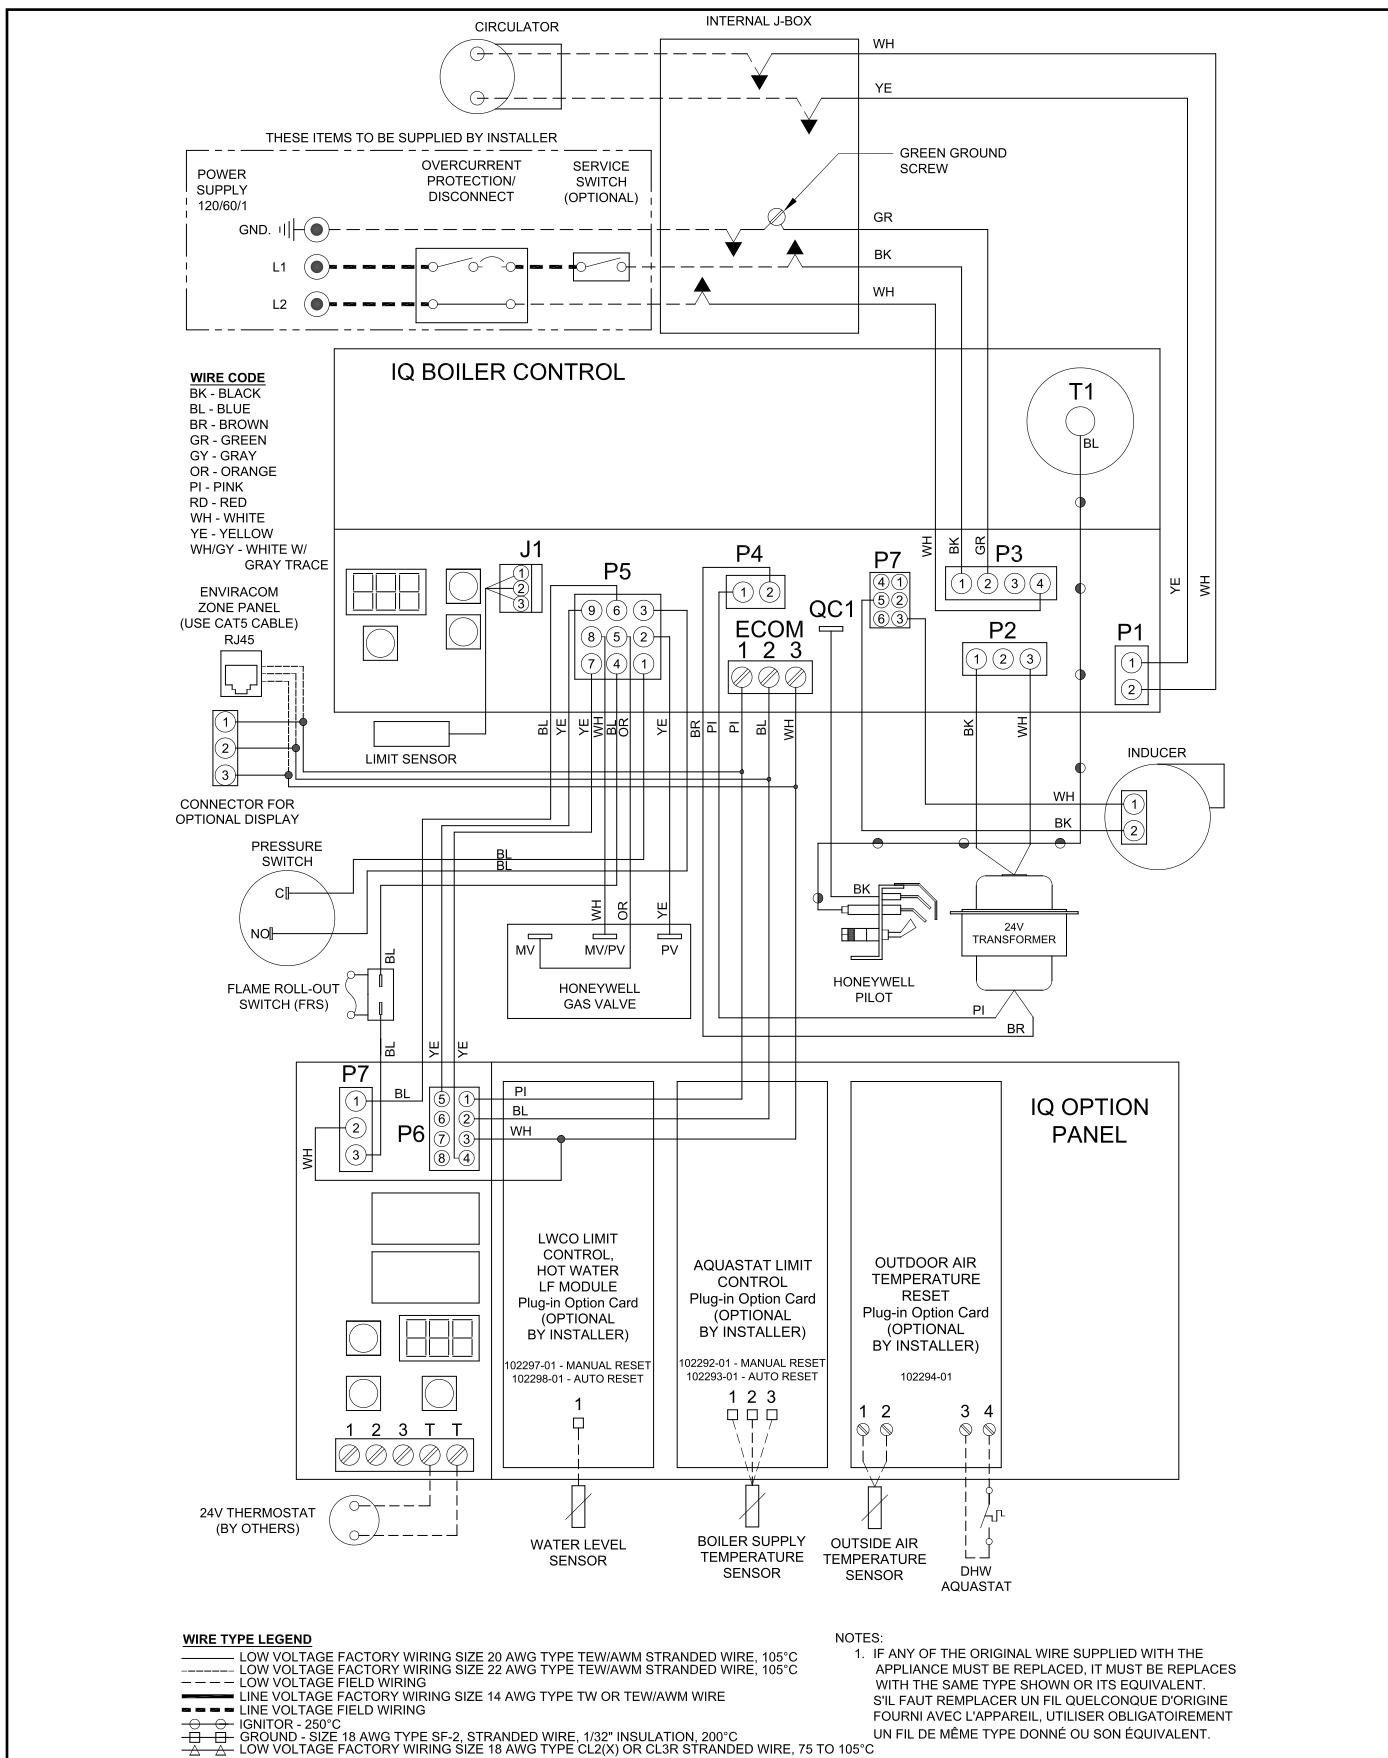 CIRCULATOR
INTERNAL J-BOX
WH
YE
THESE ITEMS TO BE SUPPLIED BY INSTALLER
POWER
SUPPLY
120/60/1
OVERCURRENT
PROTECTION/
DISCONNECT
SERVICE
SWITCH
(OPTIONAL)
GREEN GROUND
SCREW
GND.
GR
L1
BK
L2
WH
IQ BOILER CONTROL
T1
BL
WIRE CODE
BK - BLACK
BL - BLUE
BR - BROWN
GR - GREEN
GY - GRAY
OR - ORANGE
PI - PINK
RD - RED
WH - WHITE
YE - YELLOW
WH/GY - WHITE W/
GRAY TRACE
WH
BK
GR
YE
WH
J1
1
2
3
P5
9 6 3
8 5 2
7 4 1
P4
1 2
P7
4 1
5 2
6 3
P3
1 2 3 4
QC1
ECOM
1 2 3
P2
1 2 3
P1
1
2
ENVIRACOM
ZONE PANEL
(USE CAT5 CABLE)
RJ45
1
2
3
CONNECTOR FOR
OPTIONAL DISPLAY
LIMIT SENSOR
BL
YE
YE
WH
BL
OR
YE
BR
PI
PI
BL
WH
BK
WH
INDUCER
WH
BK
1
2
PRESSURE
SWITCH
C
NO
BL
BL
WH
OR
YE
MV
MV/PV
PV
HONEYWELL
GAS VALVE
BK
HONEYWELL
PILOT
24V
TRANSFORMER
PI
BR
FLAME ROLL-OUT
SWITCH (FRS)
BL
BL
YE
YE
P7
1
2
3
BL
WH
P6
5 1
6 2
7 3
8 4
PI
BL
WH
IQ OPTION
PANEL
LWCO LIMIT
CONTROL,
HOT WATER
LF MODULE
Plug-in Option Card
(OPTIONAL
BY INSTALLER)
102297-01 - MANUAL RESET
102298-01 - AUTO RESET
1
AQUASTAT LIMIT
CONTROL
Plug-in Option Card
(OPTIONAL
BY INSTALLER)
102292-01 - MANUAL RESET
102293-01 - AUTO RESET
1 2 3
OUTDOOR AIR
TEMPERATURE
RESET
Plug-in Option Card
(OPTIONAL
BY INSTALLER)
102294-01
1 2 3 4
1 2 3 T T
24V THERMOSTAT
(BY OTHERS)
WATER LEVEL
SENSOR
BOILER SUPPLY
TEMPERATURE
SENSOR
OUTSIDE AIR
TEMPERATURE
SENSOR
DHW
AQUASTAT
WIRE TYPE LEGEND
LOW VOLTAGE FACTORY WIRING SIZE 20 AWG TYPE TEW/AWM STRANDED WIRE, 105°C
LOW VOLTAGE FACTORY WIRING SIZE 22 AWG TYPE TEW/AWM STRANDED WIRE, 105°C
LOW VOLTAGE FIELD WIRING
LINE VOLTAGE FACTORY WIRING SIZE 14 AWG TYPE TW OR TEW/AWM WIRE
LINE VOLTAGE FIELD WIRING
IGNITOR - 250°C
GROUND - SIZE 18 AWG TYPE SF-2, STRANDED WIRE, 1/32" INSULATION, 200°C
LOW VOLTAGE FACTORY WIRING SIZE 18 AWG TYPE CL2(X) OR CL3R STRANDED WIRE, 75 TO 105°C
NOTES:
1. IF ANY OF THE ORIGINAL WIRE SUPPLIED WITH THE
APPLIANCE MUST BE REPLACED, IT MUST BE REPLACES
WITH THE SAME TYPE SHOWN OR ITS EQUIVALENT.
S'IL FAUT REMPLACER UN FIL QUELCONQUE D'ORIGINE
FOURNI AVEC L'APPAREIL, UTILISER OBLIGATOIREMENT
UN FIL DE MÊME TYPE DONNÉ OU SON ÉQUIVALENT.